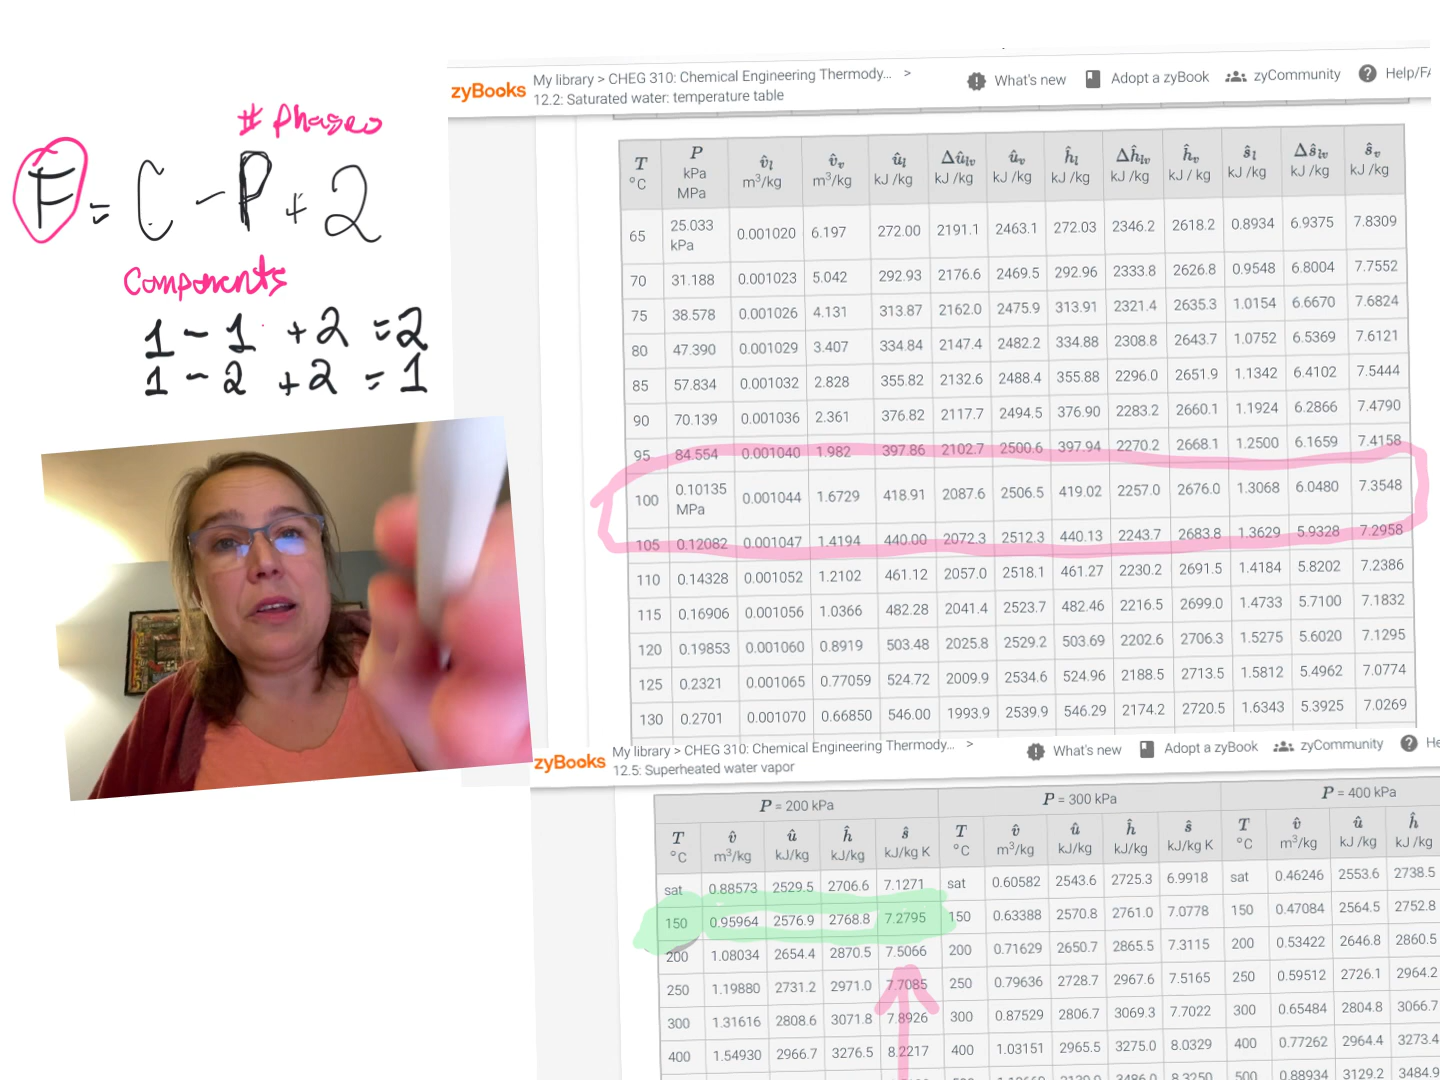 # Phases
F = C - P + 2
Components
1 - 1 + 2 = 2
1 - 2 + 2 = 1
zyBooks My library > CHEG 310: Chemical Engineering Thermody... > What's new Adopt a zyBook zyCommunity Help/FA
12.2: Saturated water: temperature table
T °C P kPa MPa v̂l m³/kg v̂v m³/kg ûl kJ /kg Δûlv kJ /kg ûv kJ /kg ĥl kJ /kg Δĥlv kJ /kg ĥv kJ / kg ŝl kJ /kg Δŝlv kJ /kg ŝv kJ /kg
65 25.033 kPa 0.001020 6.197 272.00 2191.1 2463.1 272.03 2346.2 2618.2 0.8934 6.9375 7.8309
70 31.188 0.001023 5.042 292.93 2176.6 2469.5 292.96 2333.8 2626.8 0.9548 6.8004 7.7552
75 38.578 0.001026 4.131 313.87 2162.0 2475.9 313.91 2321.4 2635.3 1.0154 6.6670 7.6824
80 47.390 0.001029 3.407 334.84 2147.4 2482.2 334.88 2308.8 2643.7 1.0752 6.5369 7.6121
85 57.834 0.001032 2.828 355.82 2132.6 2488.4 355.88 2296.0 2651.9 1.1342 6.4102 7.5444
90 70.139 0.001036 2.361 376.82 2117.7 2494.5 376.90 2283.2 2660.1 1.1924 6.2866 7.4790
95 84.554 0.001040 1.982 397.86 2102.7 2500.6 397.94 2270.2 2668.1 1.2500 6.1659 7.4158
100 0.10135 MPa 0.001044 1.6729 418.91 2087.6 2506.5 419.02 2257.0 2676.0 1.3068 6.0480 7.3548
105 0.12082 0.001047 1.4194 440.00 2072.3 2512.3 440.13 2243.7 2683.8 1.3629 5.9328 7.2958
110 0.14328 0.001052 1.2102 461.12 2057.0 2518.1 461.27 2230.2 2691.5 1.4184 5.8202 7.2386
115 0.16906 0.001056 1.0366 482.28 2041.4 2523.7 482.46 2216.5 2699.0 1.4733 5.7100 7.1832
120 0.19853 0.001060 0.8919 503.48 2025.8 2529.2 503.69 2202.6 2706.3 1.5275 5.6020 7.1295
125 0.2321 0.001065 0.77059 524.72 2009.9 2534.6 524.96 2188.5 2713.5 1.5812 5.4962 7.0774
130 0.2701 0.001070 0.66850 546.00 1993.9 2539.9 546.29 2174.2 2720.5 1.6343 5.3925 7.0269
zyBooks My library > CHEG 310: Chemical Engineering Thermody... > What's new Adopt a zyBook zyCommunity He
12.5: Superheated water vapor
P = 200 kPa P = 300 kPa P = 400 kPa
T °C v̂ m³/kg û kJ/kg ĥ kJ/kg ŝ kJ/kg K T °C v̂ m³/kg û kJ/kg ĥ kJ/kg ŝ kJ/kg K T °C v̂ m³/kg û kJ /kg ĥ kJ /kg
sat 0.88573 2529.5 2706.6 7.1271 sat 0.60582 2543.6 2725.3 6.9918 sat 0.46246 2553.6 2738.5
150 0.95964 2576.9 2768.8 7.2795 150 0.63388 2570.8 2761.0 7.0778 150 0.47084 2564.5 2752.8
200 1.08034 2654.4 2870.5 7.5066 200 0.71629 2650.7 2865.5 7.3115 200 0.53422 2646.8 2860.5
250 1.19880 2731.2 2971.0 7.7085 250 0.79636 2728.7 2967.6 7.5165 250 0.59512 2726.1 2964.2
300 1.31616 2808.6 3071.8 7.8926 300 0.87529 2806.7 3069.3 7.7022 300 0.65484 2804.8 3066.7
400 1.54930 2966.7 3276.5 8.2217 400 1.03151 2965.5 3275.0 8.0329 400 0.77262 2964.4 3273.4
500 0.88934 3129.2 3484.9